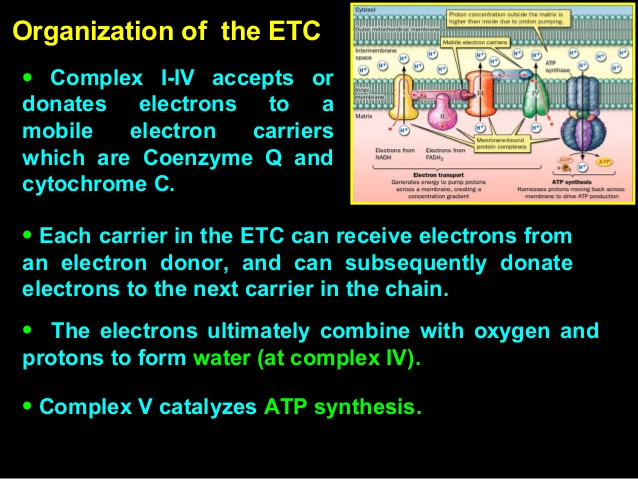 Organization of the ETC
• Complex I-IV accepts or
donates electrons to a
mobile electron carriers
which are Coenzyme Q and
cytochrome C.
Cytosol
Outer mitochondrial membrane
Intermembrane
space
Inner
membrane
Matrix
Proton concentration outside the matrix is
higher than inside due to proton pumping.
Mobile electron carriers
ATP
synthase
H⁺
H⁺
H⁺
H⁺
H⁺
H⁺
I
II
III
IV
Membrane-bound
protein complexes
Electrons from
NADH
Electrons from
FADH₂
ADP
P
ATP
Electron transport
Generates energy to pump protons
across a membrane, creating a
concentration gradient
ATP synthesis
Harnesses protons moving back across
membrane to drive ATP production
• Each carrier in the ETC can receive electrons from
an electron donor, and can subsequently donate
electrons to the next carrier in the chain.
• The electrons ultimately combine with oxygen and
protons to form water (at complex IV).
• Complex V catalyzes ATP synthesis.